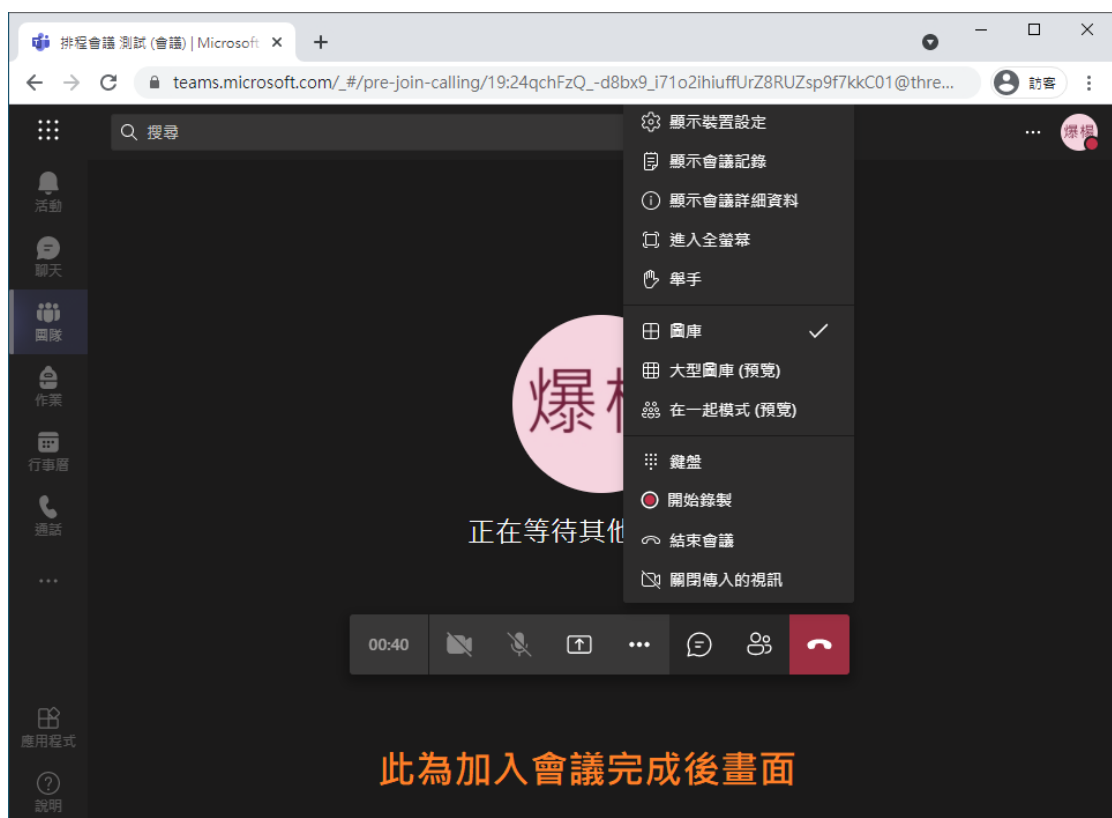 排程會議 測試 (會議) | Microsoft
teams.microsoft.com/_#/pre-join-calling/19:24qchFzQ_-d8bx9_i71o2ihiuffUrZ8RUZsp9f7kkC01@thre...
訪客
搜尋
爆楊
活動
聊天
團隊
作業
行事曆
通話
應用程式
說明
顯示裝置設定
顯示會議記錄
顯示會議詳細資料
進入全螢幕
舉手
圖庫
大型圖庫 (預覽)
在一起模式 (預覽)
鍵盤
開始錄製
結束會議
關閉傳入的視訊
爆
正在等待其他
00:40
此為加入會議完成後畫面